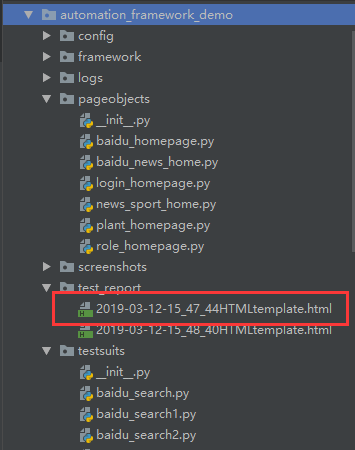 automation_framework_demo
config
framework
logs
pageobjects
__init__.py
baidu_homepage.py
baidu_news_home.py
login_homepage.py
news_sport_home.py
plant_homepage.py
role_homepage.py
screenshots
test_report
2019-03-12-15_47_44HTMLtemplate.html
2019-03-12-15_48_40HTMLtemplate.html
testsuits
__init__.py
baidu_search.py
baidu_search1.py
baidu_search2.py